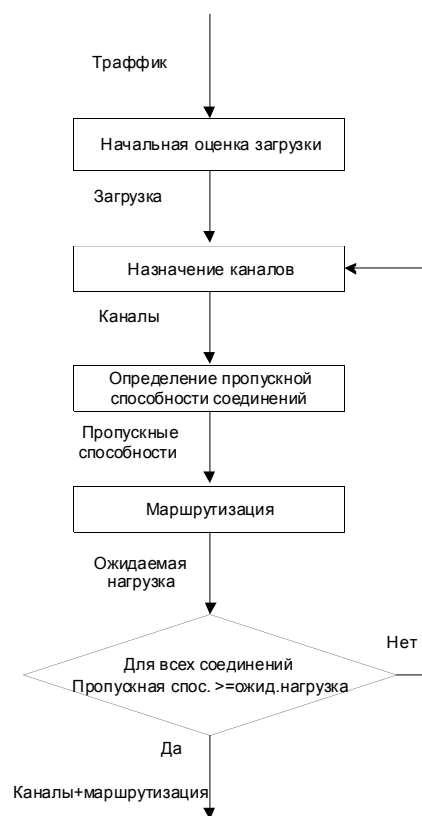 Траффик
Начальная оценка загрузки
Загрузка
Назначение каналов
Каналы
Определение пропускной
способности соединений
Пропускные
способности
Маршрутизация
Ожидаемая
нагрузка
Нет
Для всех соединений
Пропускная спос. >=ожид.нагрузка
Да
Каналы+маршрутизация